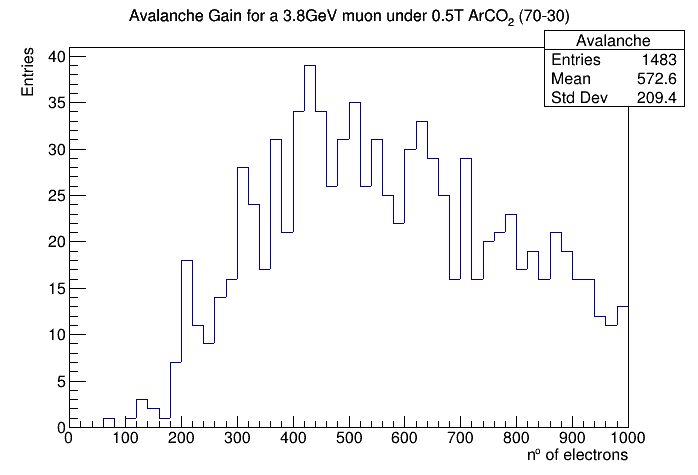 Avalanche Gain for a 3.8GeV muon under 0.5T ArCO₂ (70-30)
Avalanche
Entries 1483
Mean 572.6
Std Dev 209.4
Entries
40
35
30
25
20
15
10
5
0
0 100 200 300 400 500 600 700 800 900 1000
nº of electrons